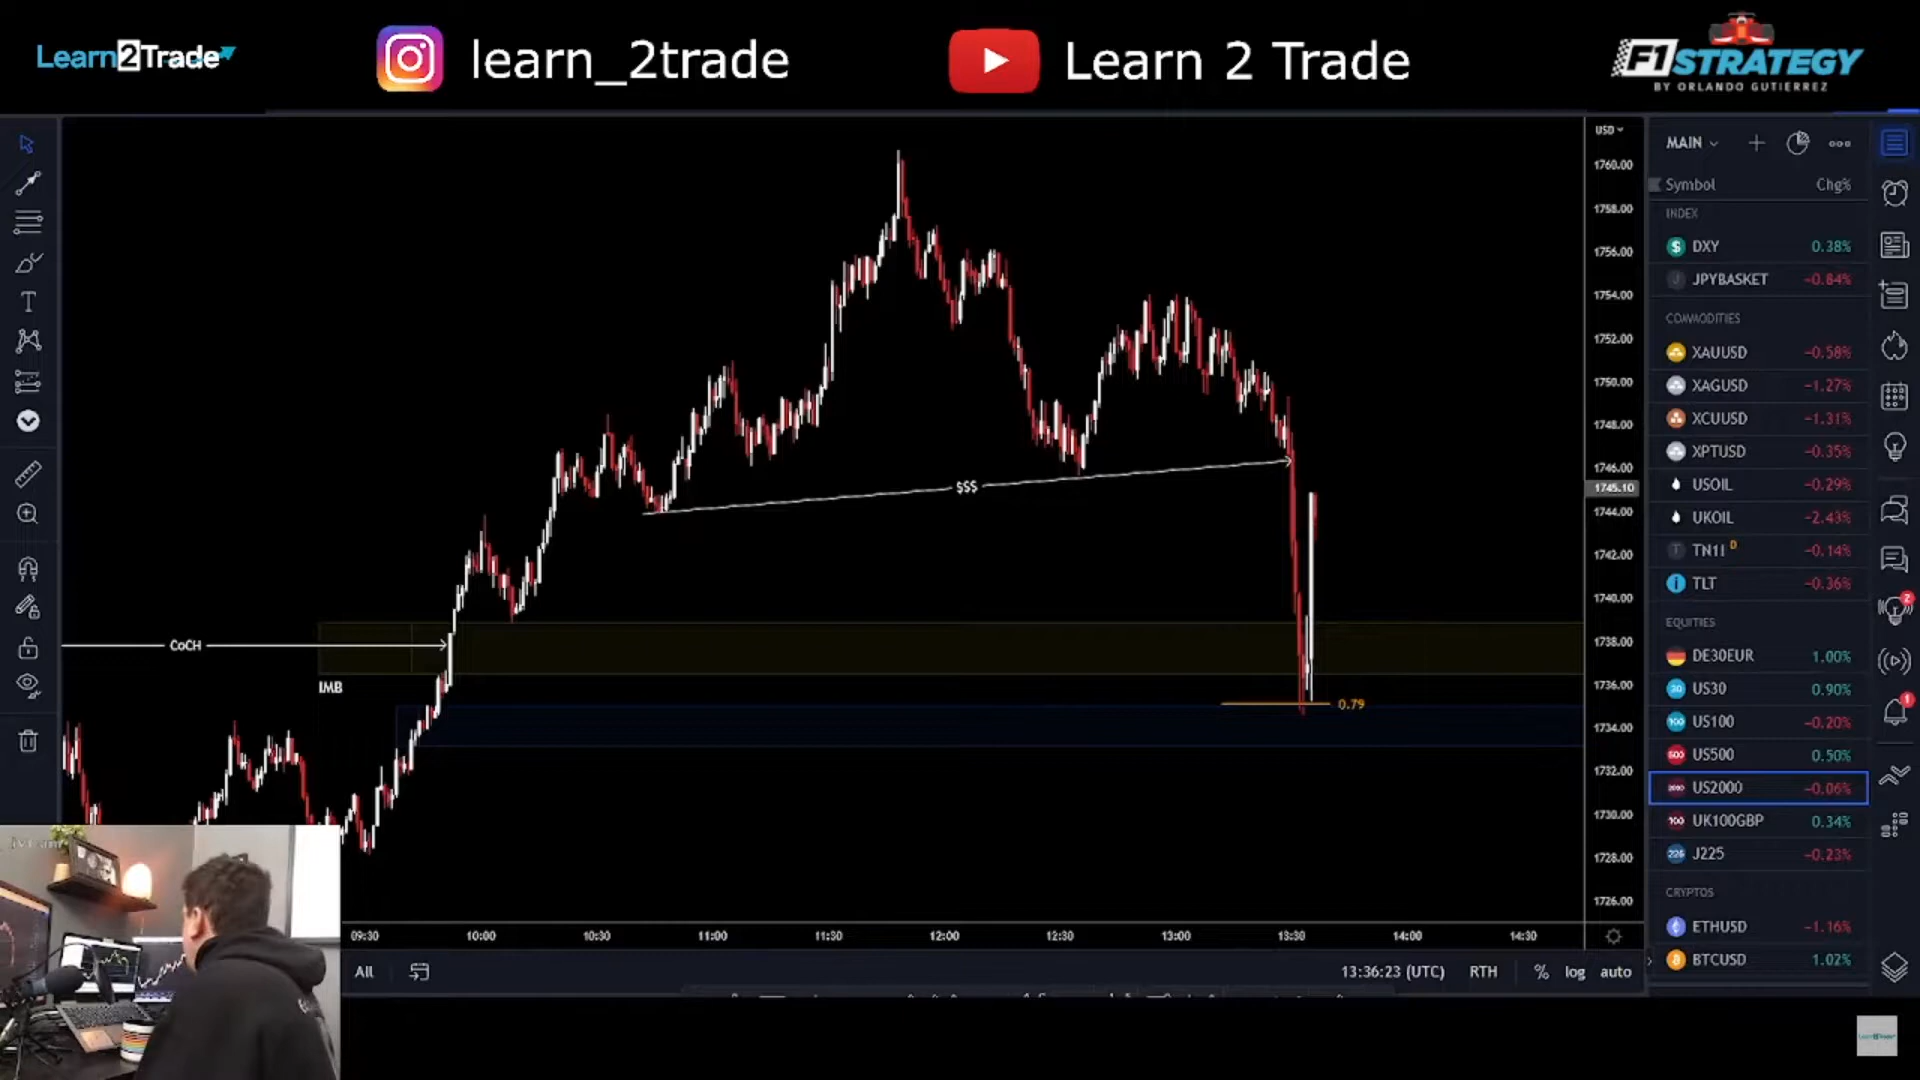 Learn2Trade
learn_2trade
Learn 2 Trade
F1 STRATEGY
BY ORLANDO GUTIERREZ
USD
1760.00
1758.00
1756.00
1754.00
1752.00
1750.00
1748.00
1746.00
1745.10
1744.00
1742.00
1740.00
1738.00
1736.00
1734.00
1732.00
1730.00
1728.00
1726.00
$$$
CoCH
IMB
0.79
09:30 10:00 10:30 11:00 11:30 12:00 12:30 13:00 13:30 14:00 14:30
All
13:36:23 (UTC) RTH % log auto
MAIN
Symbol Chg%
INDEX
DXY 0.38%
JPYBASKET -0.84%
COMMODITIES
XAUUSD -0.58%
XAGUSD -1.27%
XCUUSD -1.31%
XPTUSD -0.35%
USOIL -0.29%
UKOIL -2.43%
TN1! D -0.14%
TLT -0.36%
EQUITIES
DE30EUR 1.00%
US30 0.90%
US100 -0.20%
US500 0.50%
US2000 -0.06%
UK100GBP 0.34%
J225 -0.23%
CRYPTOS
ETHUSD -1.16%
BTCUSD 1.02%
2
1